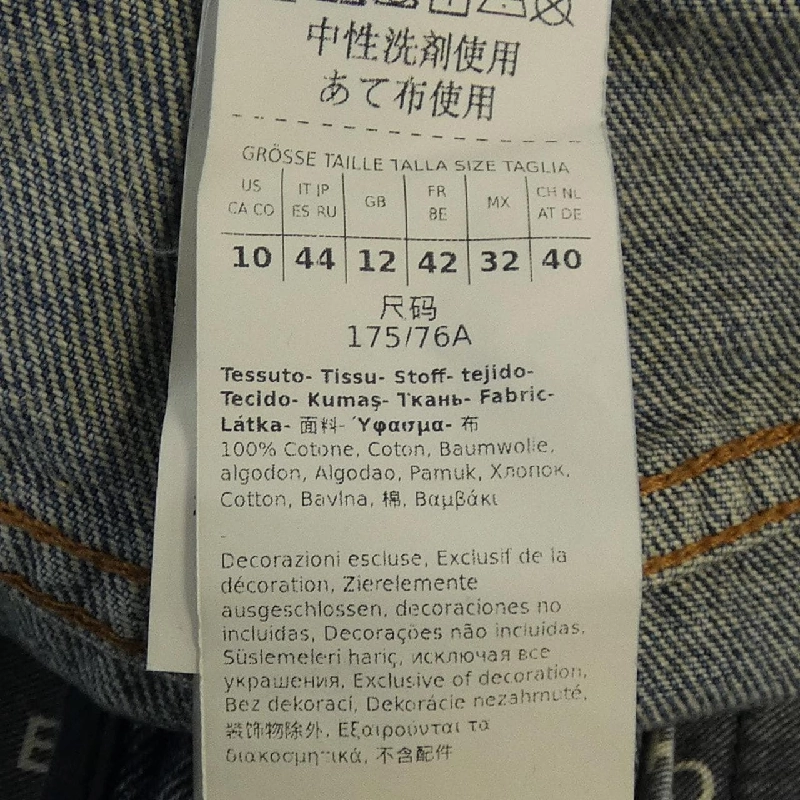 中性洗剤使用
あて布使用
GRÖSSE TAILLE TALLA SIZE TAGLIA
US CA CO | IT JP ES RU | GB | FR BE | MX | CH NL AT DE
10 | 44 | 12 | 42 | 32 | 40
尺码
175/76A
Tessuto- Tissu- Stoff- tejido-
Tecido- Kumaş- Ткань- Fabric-
Látka- 面料- Ύφασμα- 布
100% Cotone, Coton, Baumwolle,
algodon, Algodao, Pamuk, Хлопок,
Cotton, Bavlna, 棉, Βαμβάκι
Decorazioni escluse, Exclusif de la
décoration, Zierelemente
ausgeschlossen, decoraciones no
incluidas, Decorações não incluidas,
Süslemeleri hariç, исключая все
украшения, Exclusive of decoration,
Bez dekorací, Dekorácie nezahrnuté,
装饰物除外, Εξαιρούνται τα
διακοσμητικά, 不含配件